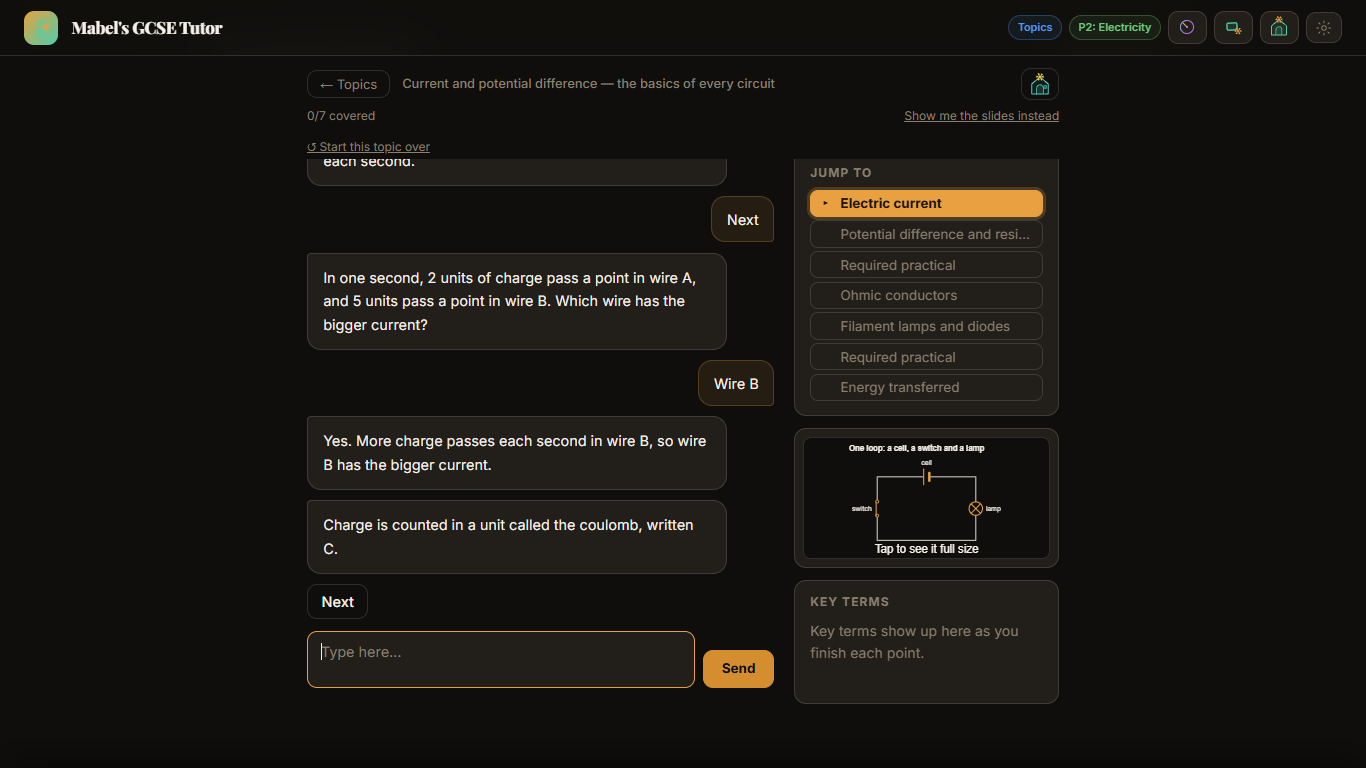 Mabel's GCSE Tutor
Topics
P2: Electricity
← Topics
Current and potential difference — the basics of every circuit
0/7 covered
Show me the slides instead
↺ Start this topic over
each second.
Next
In one second, 2 units of charge pass a point in wire A,
and 5 units pass a point in wire B. Which wire has the
bigger current?
Wire B
Yes. More charge passes each second in wire B, so wire
B has the bigger current.
Charge is counted in a unit called the coulomb, written
C.
Next
Type here...
Send
JUMP TO
Electric current
Potential difference and resi...
Required practical
Ohmic conductors
Filament lamps and diodes
Required practical
Energy transferred
One loop: a cell, a switch and a lamp
cell
switch
lamp
Tap to see it full size
KEY TERMS
Key terms show up here as you
finish each point.